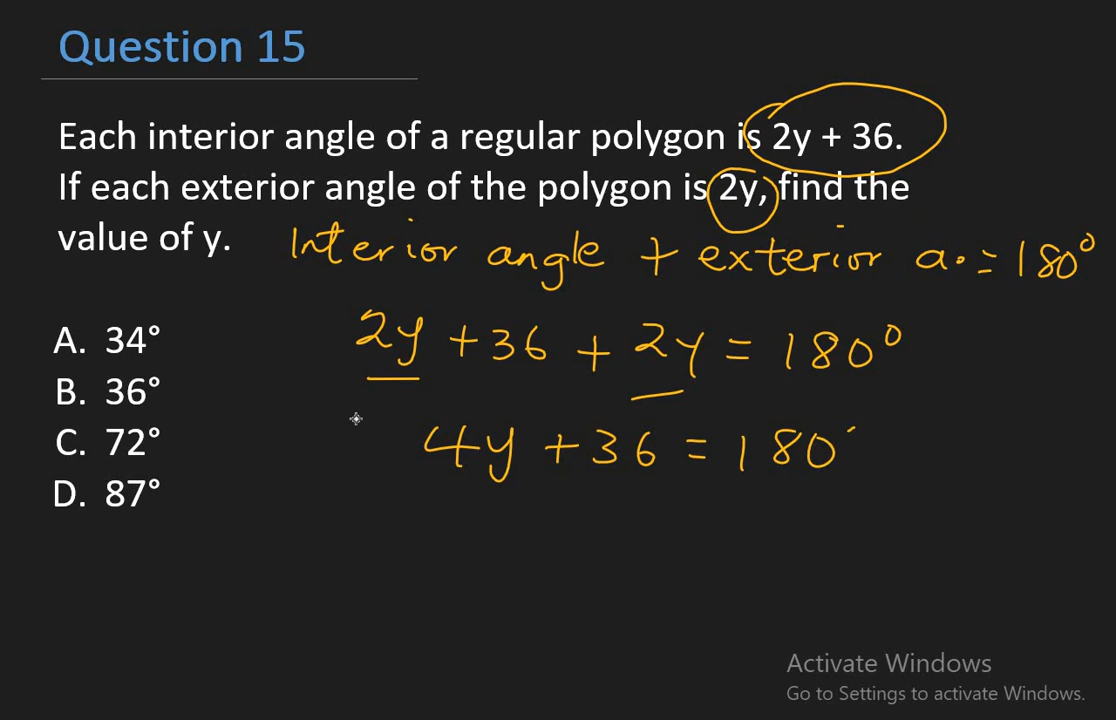 Question 15
Each interior angle of a regular polygon is 2y + 36.
If each exterior angle of the polygon is 2y, find the
value of y.
Interior angle + exterior a. = 180°
A. 34°
2y + 36 + 2y = 180°
B. 36°
C. 72°
4y + 36 = 180°
D. 87°
Activate Windows
Go to Settings to activate Windows.